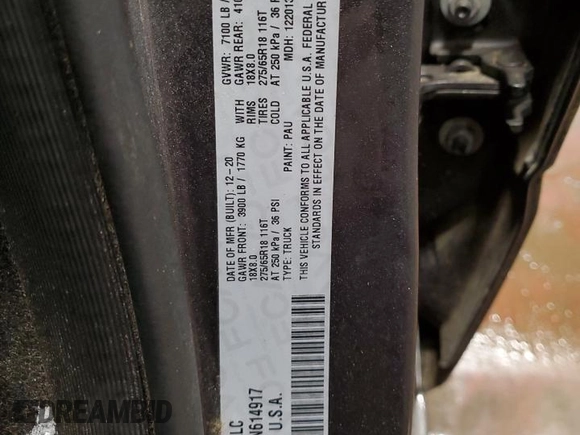 LC
N614917
U.S.A.
DATE OF MFR (BUILT): 12-20
GAWR FRONT: 3900 LB / 1770 KG
18X8.0
275/65R18 116T
AT 250 kPa / 36 PSI
TYPE: TRUCK
PAINT: PAU
WITH
RIMS
TIRES
COLD
GVWR: 7100 LB /
GAWR REAR: 410
18X8.0
275/65R18 116T
AT 250 kPa / 36
MDH: 122013
THIS VEHICLE CONFORMS TO ALL APPLICABLE U.S.A. FEDERAL
STANDARDS IN EFFECT ON THE DATE OF MANUFACTUR
DREAMBID